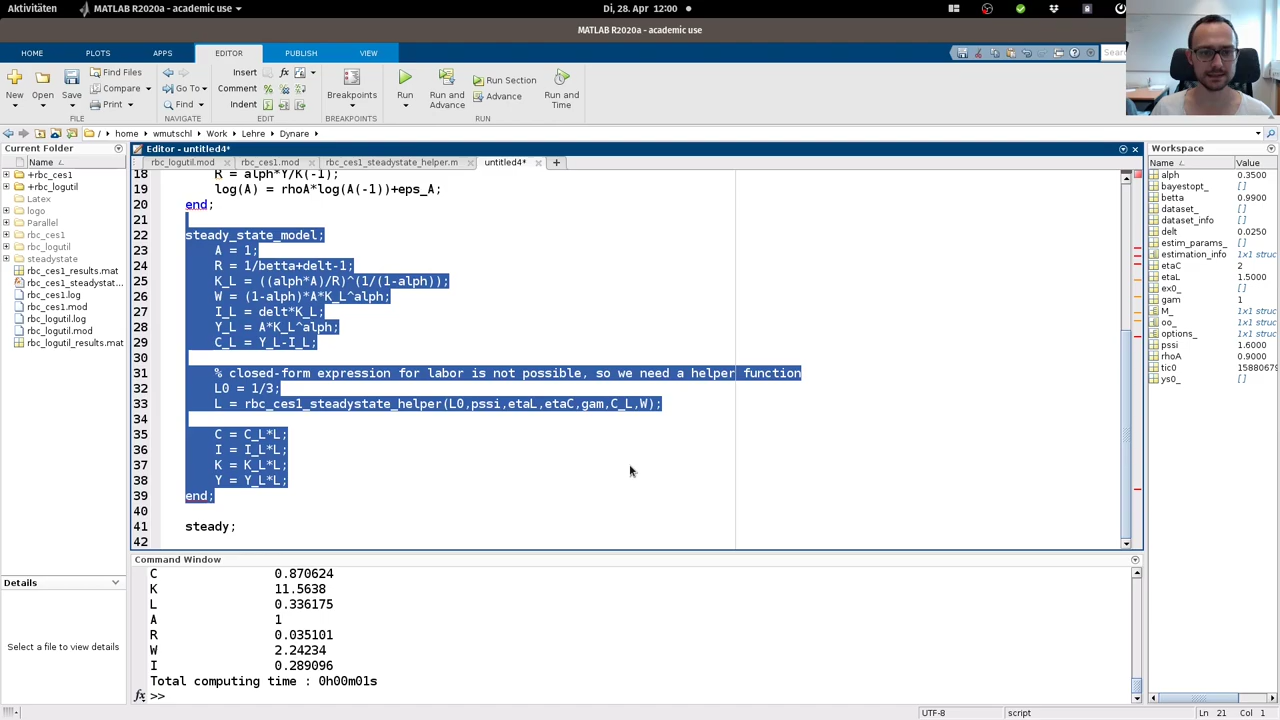 Aktivitäten
MATLAB R2020a - academic use
Di, 28. Apr 12:00
MATLAB R2020a - academic use
HOME PLOTS APPS EDITOR PUBLISH VIEW
New Open Save Find Files Compare Print
Go To Find
Insert fx
Comment
Indent
Breakpoints
Run Run and Advance Run Section Advance Run and Time
FILE NAVIGATE EDIT BREAKPOINTS RUN
/ home wmutschl Work Lehre Dynare
Current Folder
Name
+rbc_ces1
+rbc_logutil
Latex
logo
Parallel
rbc_ces1
rbc_logutil
steadystate
rbc_ces1_results.mat
rbc_ces1_steadystat...
rbc_ces1.log
rbc_ces1.mod
rbc_logutil.log
rbc_logutil.mod
rbc_logutil_results.mat
Details
Select a file to view details
Editor - untitled4*
rbc_logutil.mod rbc_ces1.mod rbc_ces1_steadystate_helper.m untitled4*
18 R = alph*Y/K(-1);
19 log(A) = rhoA*log(A(-1))+eps_A;
20 end;
21
22 steady_state_model;
23 A = 1;
24 R = 1/betta+delt-1;
25 K_L = ((alph*A)/R)^(1/(1-alph));
26 W = (1-alph)*A*K_L^alph;
27 I_L = delt*K_L;
28 Y_L = A*K_L^alph;
29 C_L = Y_L-I_L;
30
31 % closed-form expression for labor is not possible, so we need a helper function
32 L0 = 1/3;
33 L = rbc_ces1_steadystate_helper(L0,pssi,etaL,etaC,gam,C_L,W);
34
35 C = C_L*L;
36 I = I_L*L;
37 K = K_L*L;
38 Y = Y_L*L;
39 end;
40
41 steady;
42
Command Window
C 0.870624
K 11.5638
L 0.336175
A 1
R 0.035101
W 2.24234
I 0.289096
Total computing time : 0h00m01s
fx >>
Workspace
Name Value
alph 0.3500
bayestopt_ []
betta 0.9900
dataset_ []
dataset_info []
delt 0.0250
estim_params_ []
estimation_info 1x1 struc
etaC 2
etaL 1.5000
ex0_ []
gam 1
M_ 1x1 struc
oo_ 1x1 struc
options_ 1x1 struc
pssi 1.6000
rhoA 0.9000
tic0 15880679
ys0_ []
UTF-8 script Ln 21 Col 1